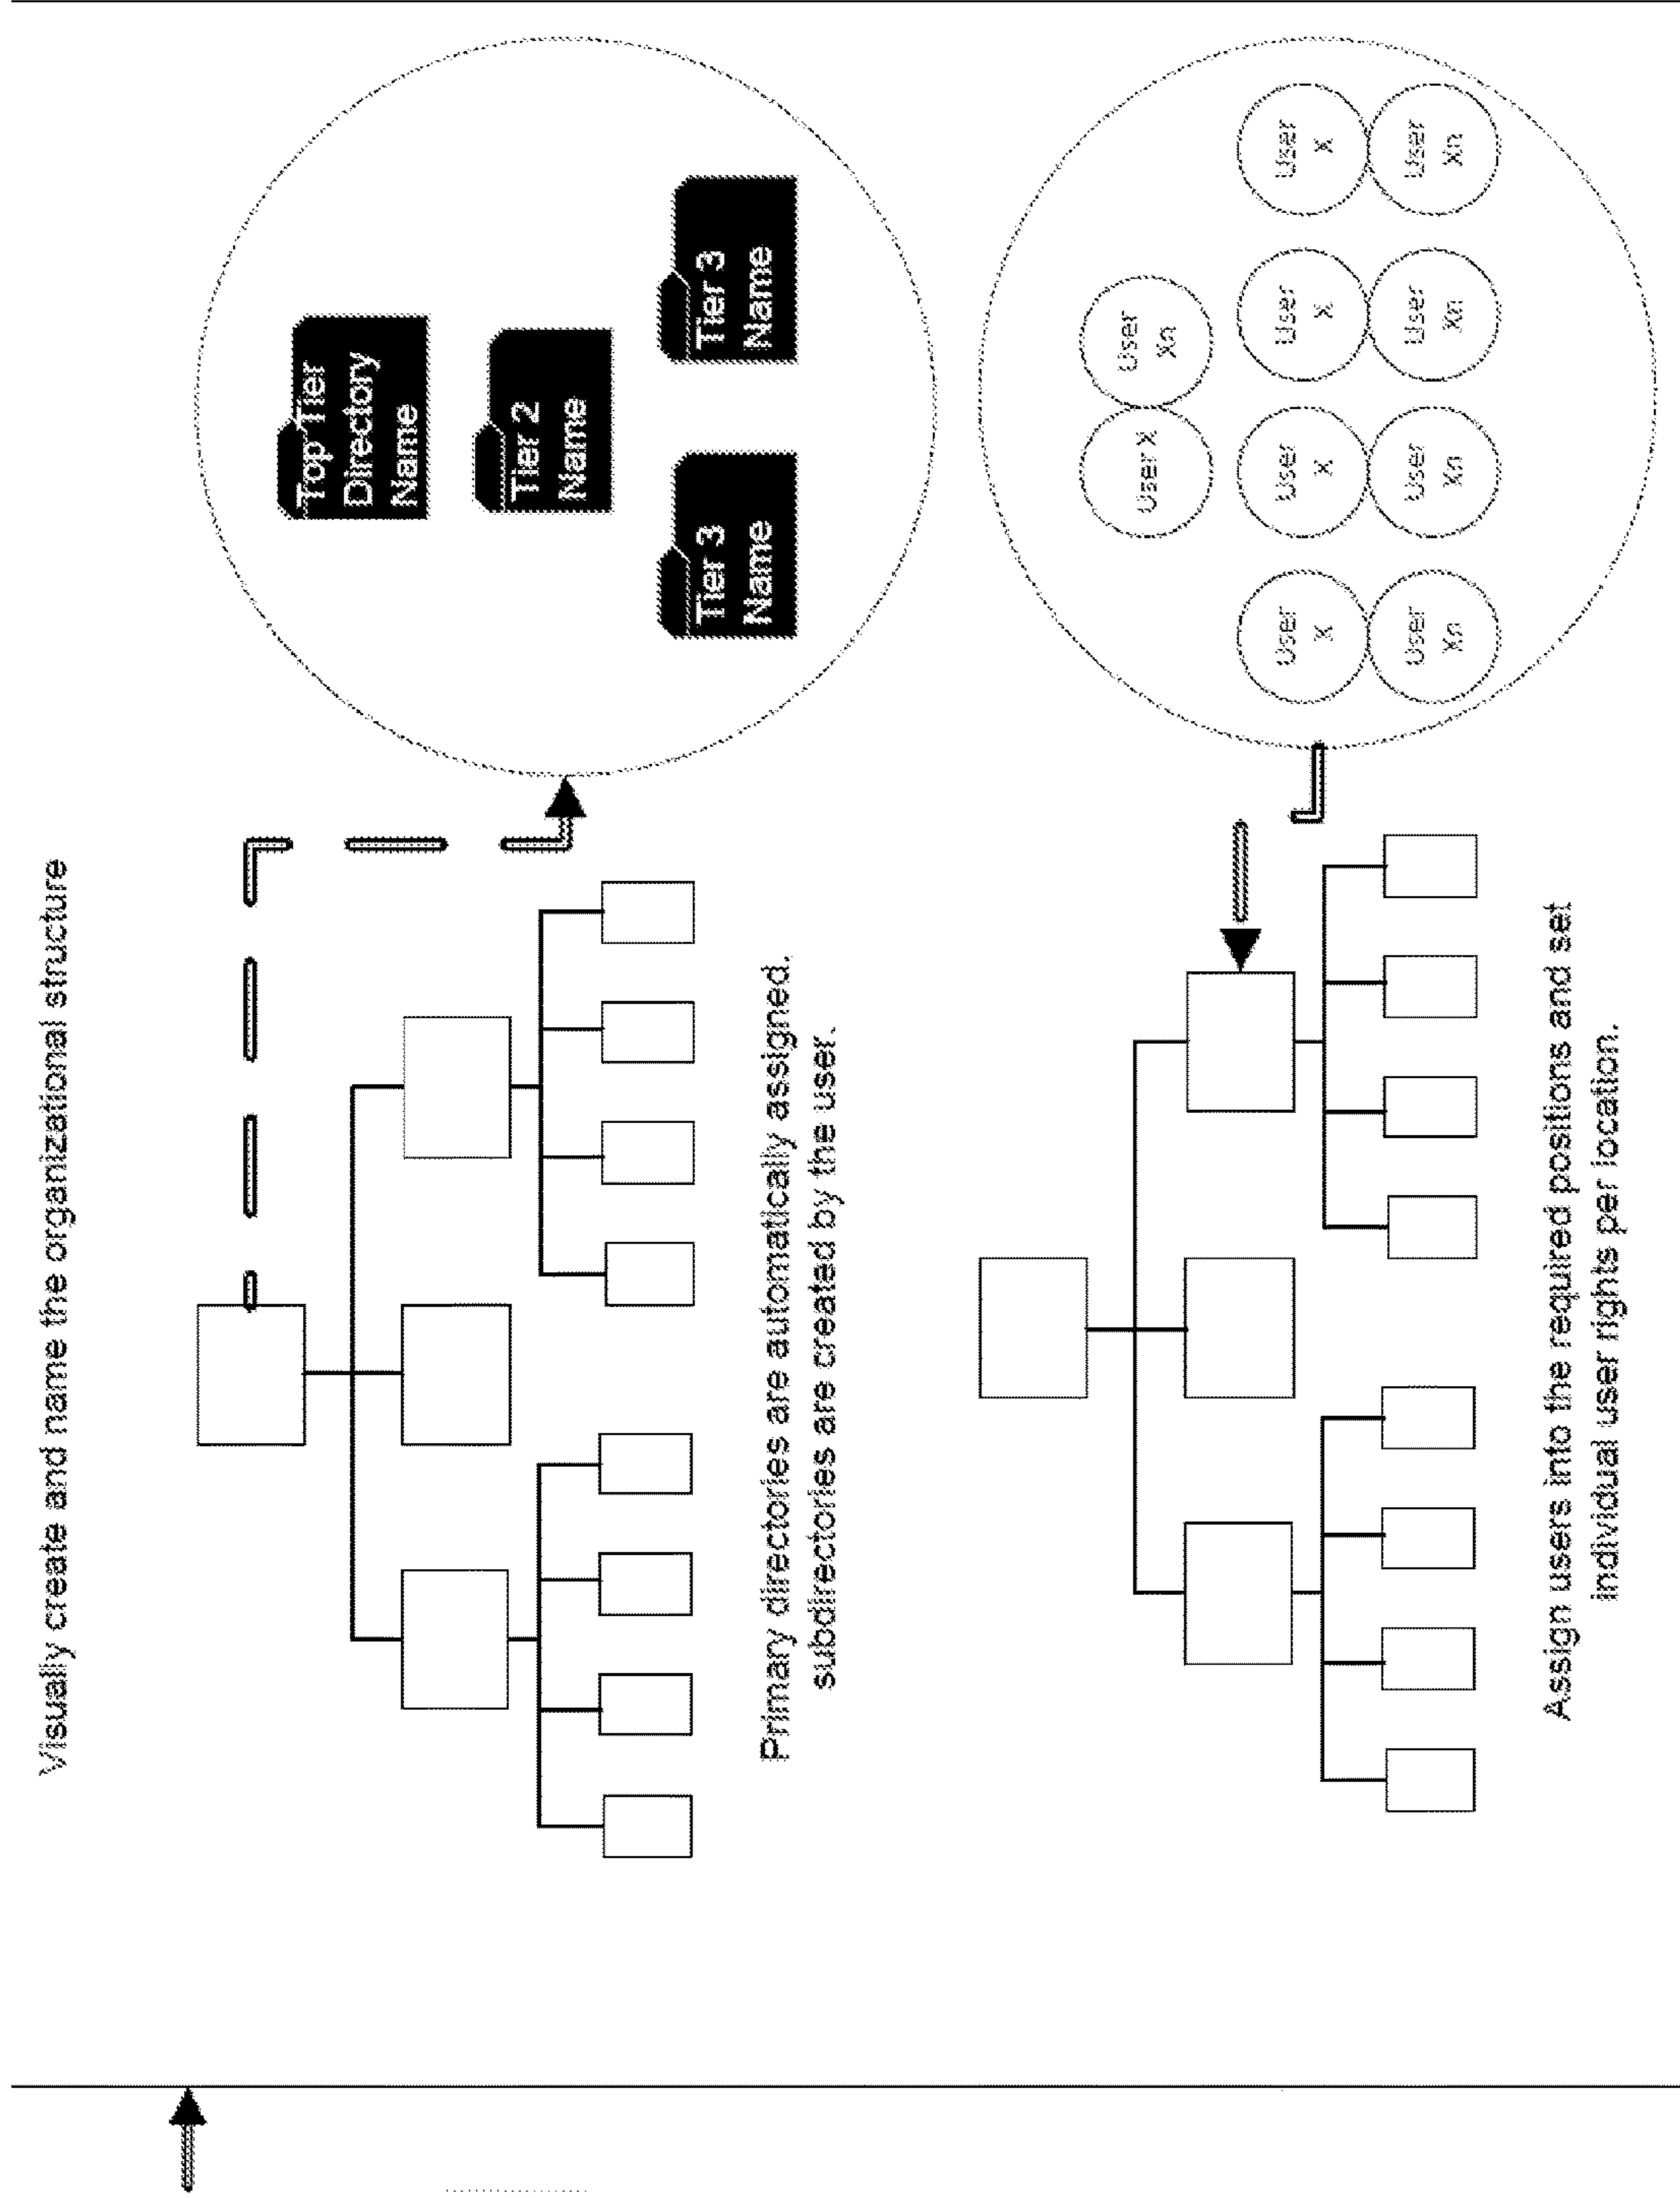 Visually create and name the organizational structure
Top Tier
Directory
Name
Tier 2
Name
Tier 3
Name
Tier 3
Name
Primary directories are automatically assigned.
subdirectories are created by the user.
User X
User
Xn
User
X
User
X
User
X
User
X
User
Xn
User
Xn
User
Xn
User
Xn
Assign users into the required positions and set
individual user rights per location.